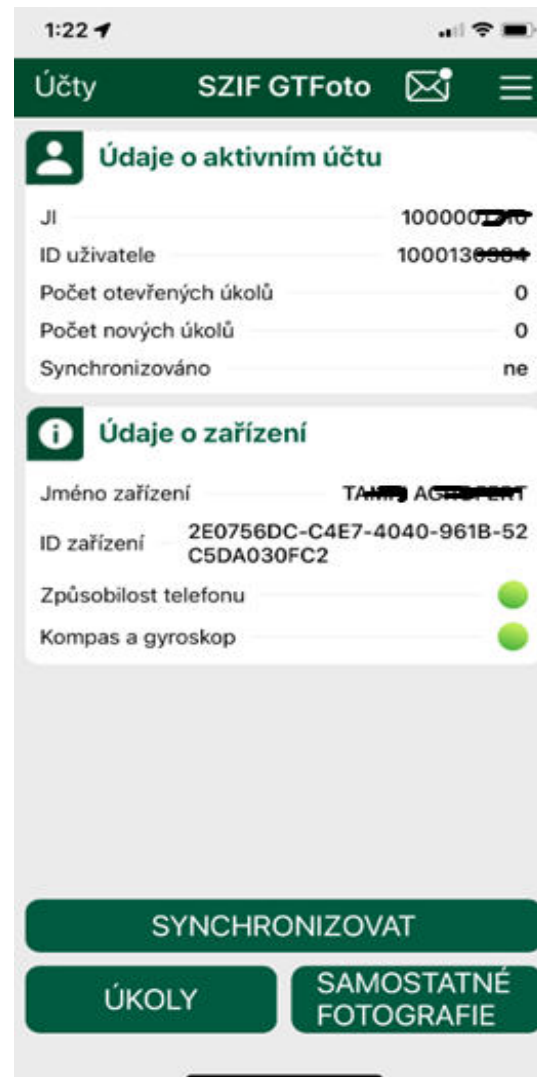 1:22
Účty SZIF GTFoto
Údaje o aktivním účtu
JI 100000
ID uživatele 100013
Počet otevřených úkolů 0
Počet nových úkolů 0
Synchronizováno ne
Údaje o zařízení
Jméno zařízení
ID zařízení 2E0756DC-C4E7-4040-961B-52
C5DA030FC2
Způsobilost telefonu
Kompas a gyroskop
SYNCHRONIZOVAT
ÚKOLY
SAMOSTATNÉ
FOTOGRAFIE